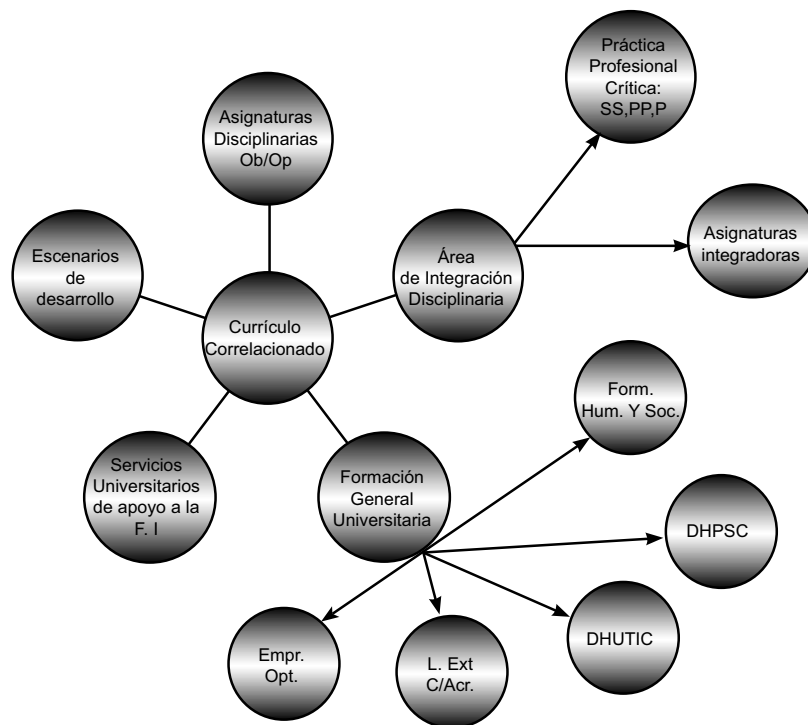 Práctica
Profesional
Crítica:
SS,PP,P
Asignaturas
Disciplinarias
Ob/Op
Asignaturas
integradoras
Escenarios
de
desarrollo
Área
de Integración
Disciplinaria
Currículo
Correlacionado
Form.
Hum. Y Soc.
Servicios
Universitarios
de apoyo a la
F. I
Formación
General
Universitaria
DHPSC
DHUTIC
Empr.
Opt.
L. Ext
C/Acr.